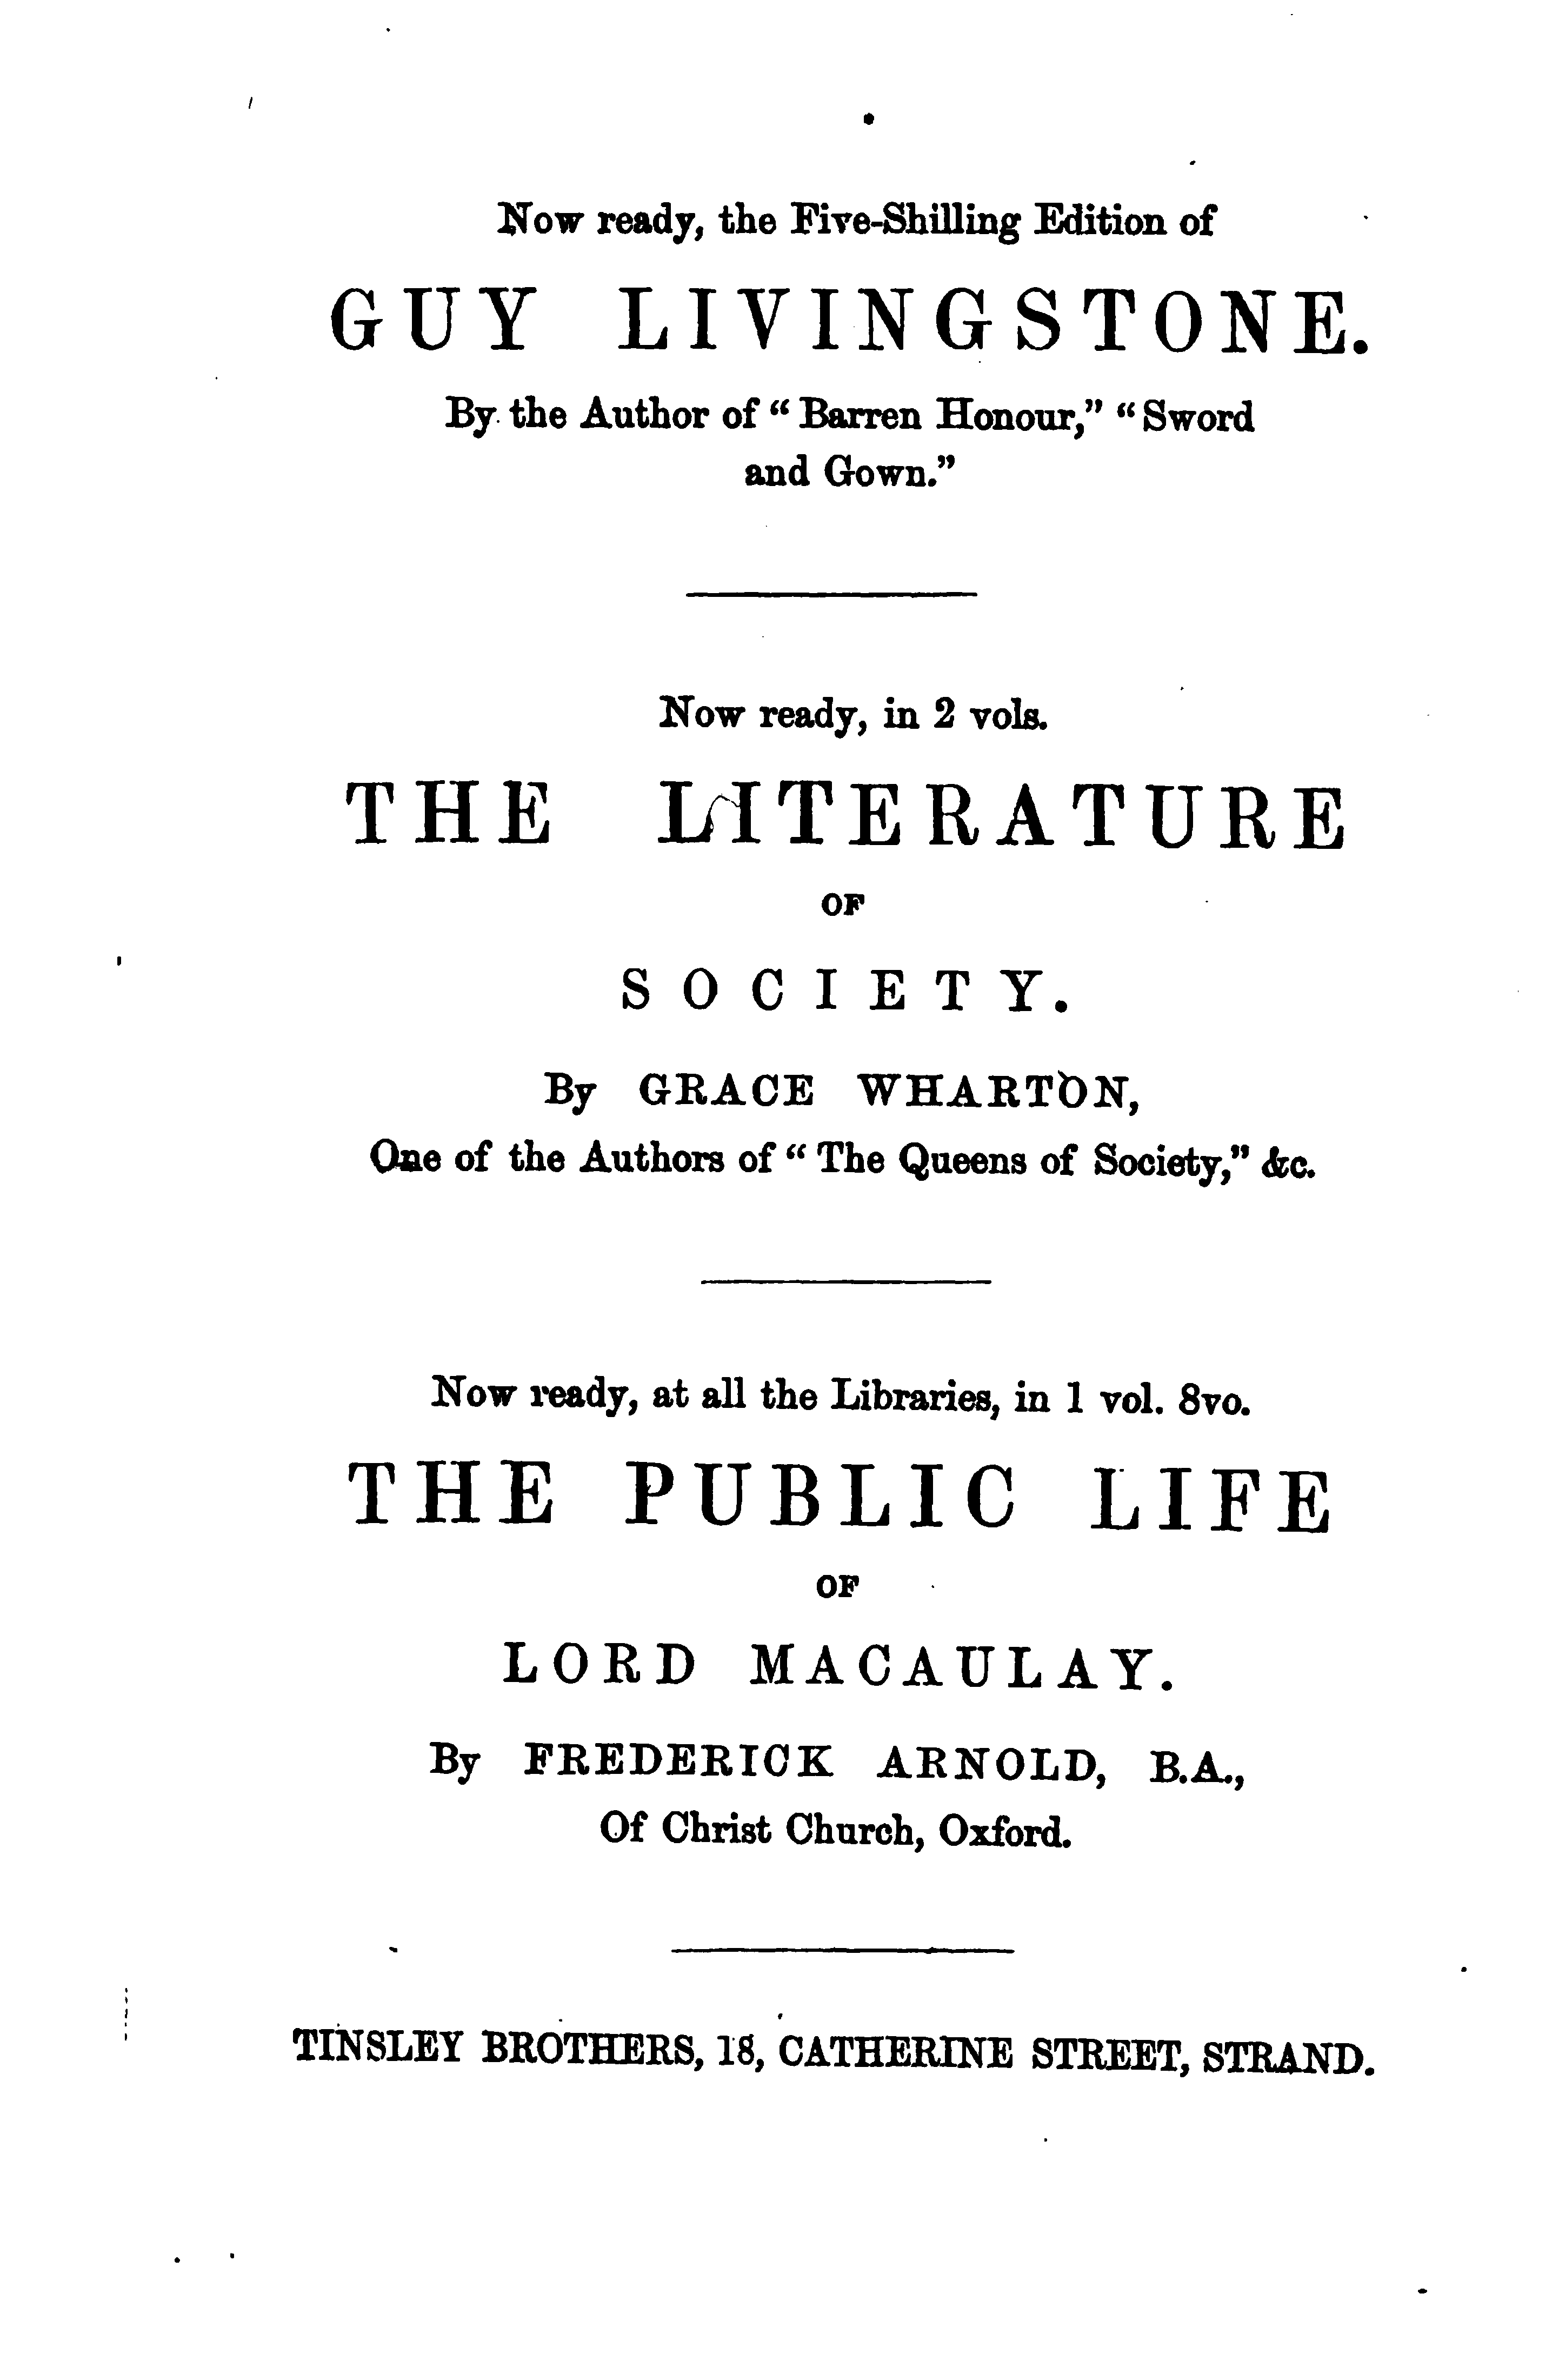 Now ready, the Five-Shilling Edition of
GUY LIVINGSTONE.
By the Author of “Barren Honour,” “Sword
and Gown.”
Now ready, in 2 vols.
THE LITERATURE
OF
SOCIETY.
By GRACE WHARTON,
One of the Authors of “The Queens of Society,” &c.
Now ready, at all the Libraries, in 1 vol. 8vo.
THE PUBLIC LIFE
OF
LORD MACAULAY.
By FREDERICK ARNOLD, B.A.,
Of Christ Church, Oxford.
TINSLEY BROTHERS, 18, CATHERINE STREET, STRAND.